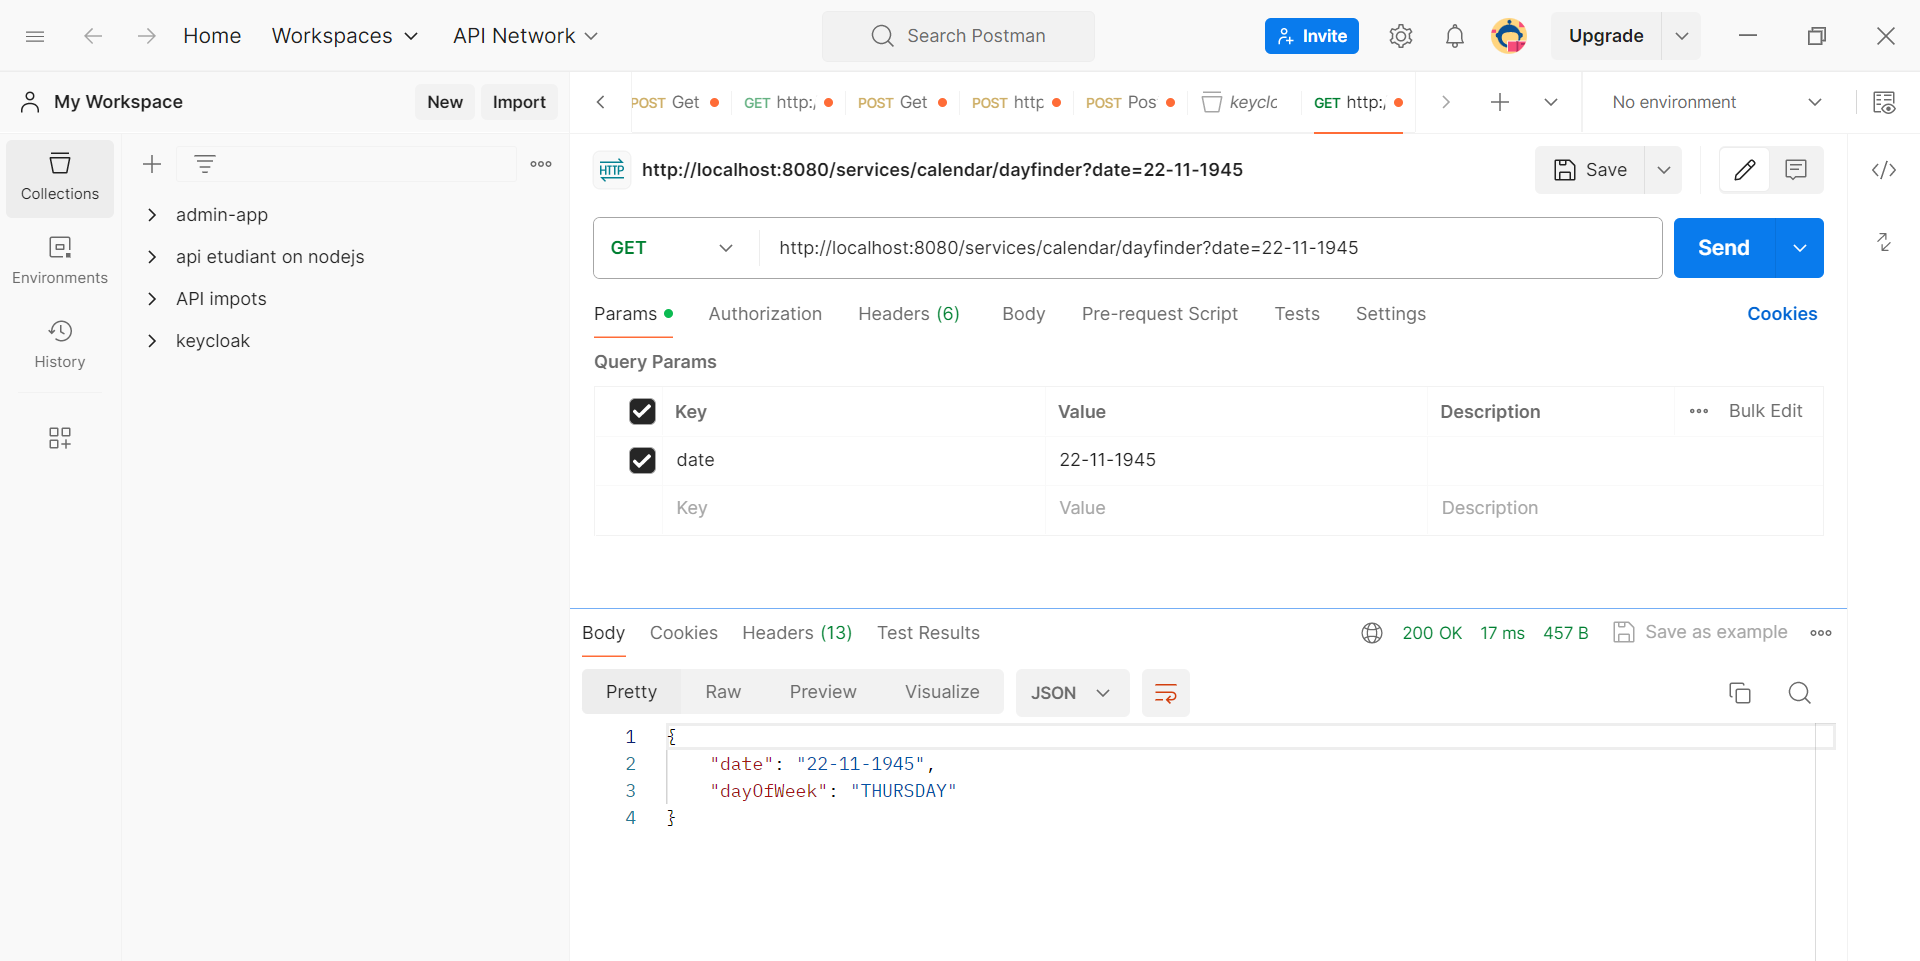 Home Workspaces API Network Search Postman Invite Upgrade
My Workspace New Import
POST Get GET http:/ POST Get POST http POST Pos keyclo GET http:/ No environment
Collections
Environments
History
admin-app
api etudiant on nodejs
API impots
keycloak
HTTP http://localhost:8080/services/calendar/dayfinder?date=22-11-1945 Save
GET http://localhost:8080/services/calendar/dayfinder?date=22-11-1945 Send
Params Authorization Headers (6) Body Pre-request Script Tests Settings Cookies
Query Params
Key Value Description Bulk Edit
date 22-11-1945
Key Value Description
Body Cookies Headers (13) Test Results 200 OK 17 ms 457 B Save as example
Pretty Raw Preview Visualize JSON
1 {
2 "date": "22-11-1945",
3 "dayOfWeek": "THURSDAY"
4 }